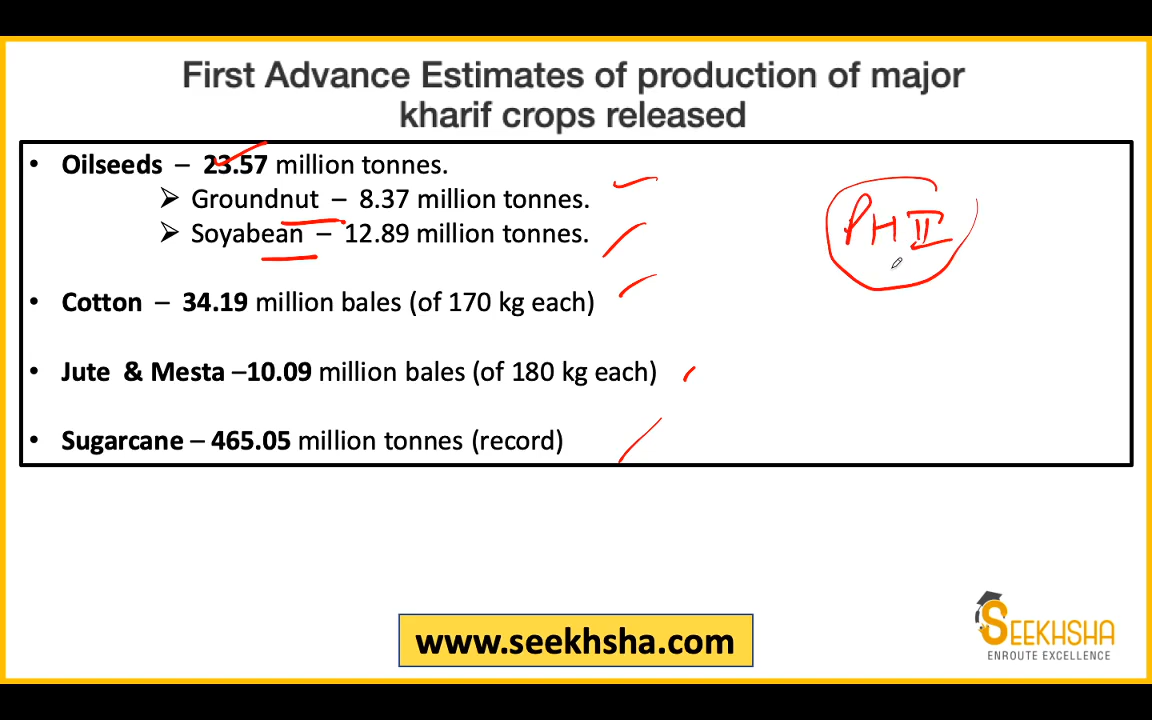 First Advance Estimates of production of major
kharif crops released
• Oilseeds – 23.57 million tonnes.
➢ Groundnut – 8.37 million tonnes.
➢ Soyabean – 12.89 million tonnes.
PH II
• Cotton – 34.19 million bales (of 170 kg each)
• Jute & Mesta –10.09 million bales (of 180 kg each)
• Sugarcane – 465.05 million tonnes (record)
www.seekhsha.com
SEEKHSHA
ENROUTE EXCELLENCE